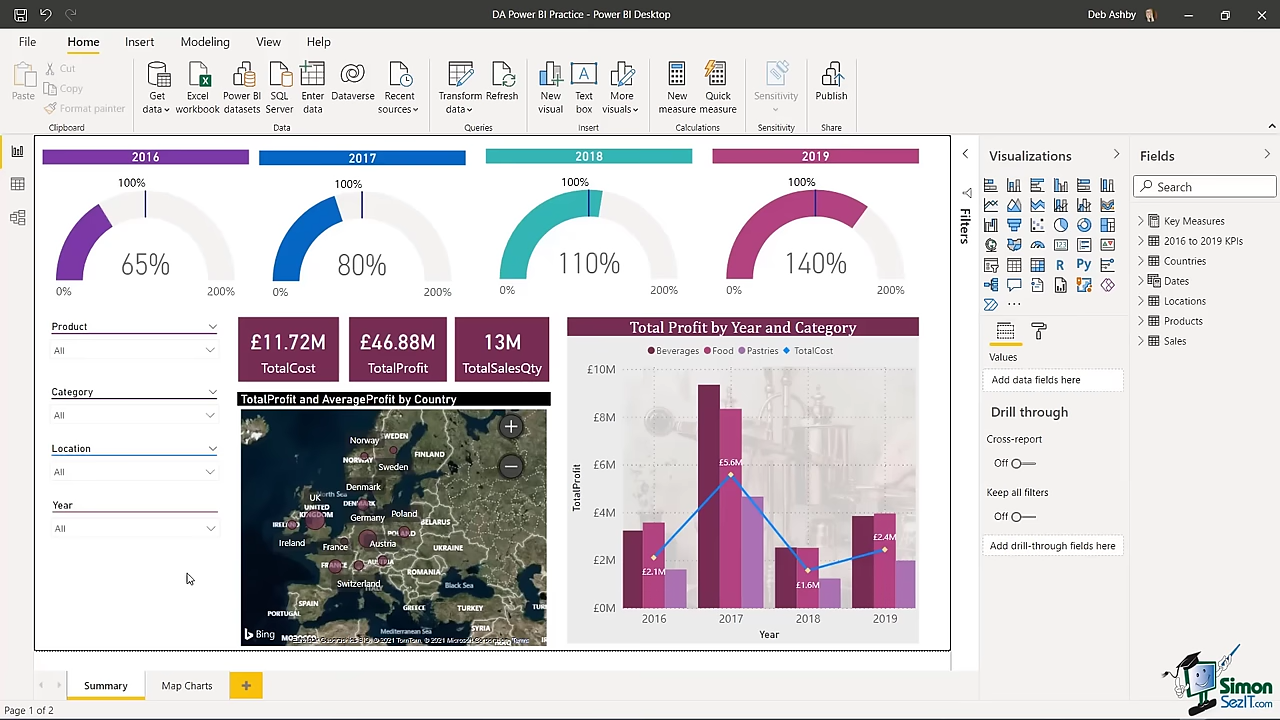 DA Power BI Practice - Power BI Desktop
Deb Ashby
File Home Insert Modeling View Help
Paste
Cut
Copy
Format painter
Clipboard
Get data
Excel workbook
Power BI datasets
SQL Server
Enter data
Dataverse
Recent sources
Data
Transform data
Refresh
Queries
New visual
Text box
More visuals
Insert
New measure
Quick measure
Calculations
Sensitivity
Sensitivity
Publish
Share
2016
100%
65%
0% 200%
2017
100%
80%
0% 200%
2018
100%
110%
0% 200%
2019
100%
140%
0% 200%
Product
All
Category
All
Location
All
Year
All
£11.72M
TotalCost
£46.88M
TotalProfit
13M
TotalSalesQty
TotalProfit and AverageProfit by Country
Norway
SWEDEN
FINLAND
Sweden
Denmark
UK
UNITED
Germany
Poland
BELARUS
Ireland
France
Austria
UKRAINE
Switzerland
ROMANIA
Black Sea
SPAIN
PORTUGAL
GREECE
TURKEY
Mediterranean Sea
SYRIA
Bing
Total Profit by Year and Category
Beverages Food Pastries TotalCost
£10M
£8M
£6M
£4M
£2M
£0M
TotalProfit
£2.1M
£5.6M
£1.6M
£2.4M
2016 2017 2018 2019
Year
Filters
Visualizations
R Py
Values
Add data fields here
Drill through
Cross-report
Off
Keep all filters
Off
Add drill-through fields here
Fields
Search
Key Measures
2016 to 2019 KPIs
Countries
Dates
Locations
Products
Sales
Summary Map Charts
Page 1 of 2
Simon
SezIT.com